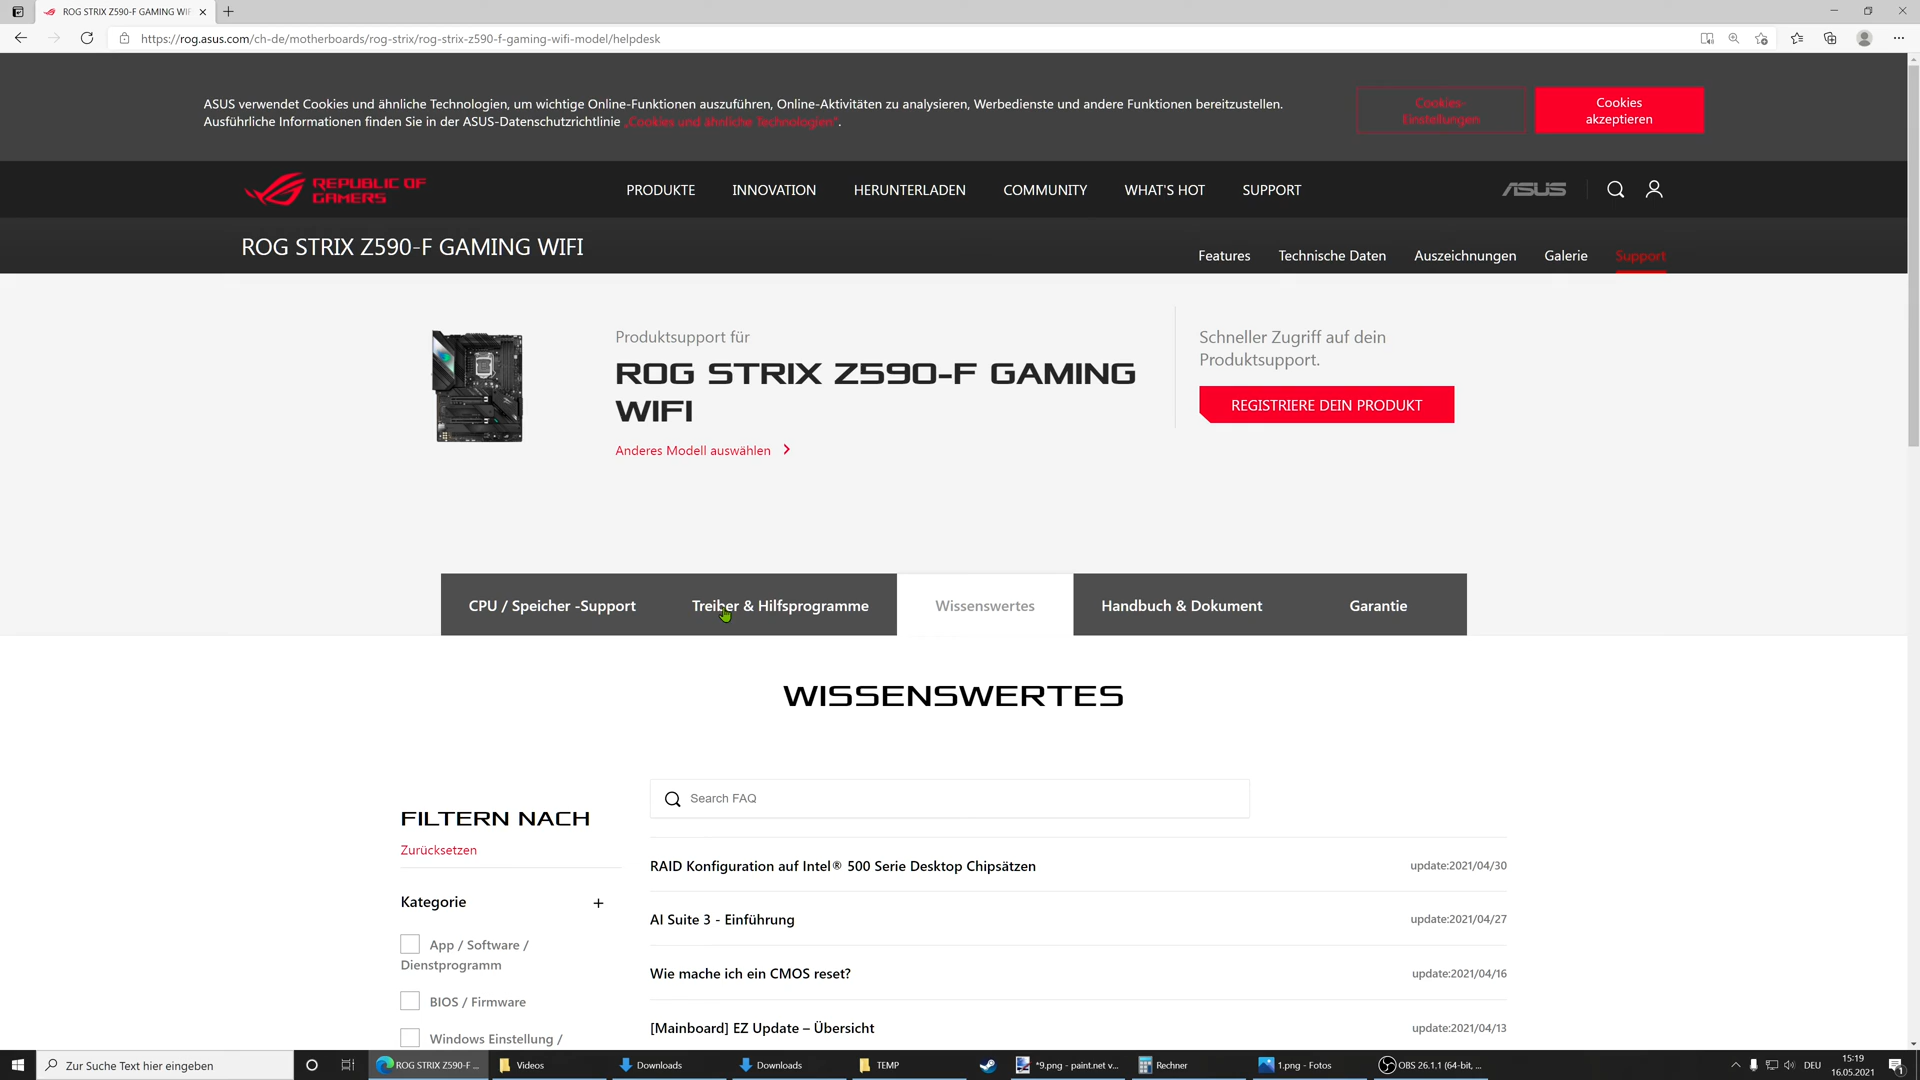 ROG STRIX Z590-F GAMING WIFI
https://rog.asus.com/ch-de/motherboards/rog-strix/rog-strix-z590-f-gaming-wifi-model/helpdesk
ASUS verwendet Cookies und ähnliche Technologien, um wichtige Online-Funktionen auszuführen, Online-Aktivitäten zu analysieren, Werbedienste und andere Funktionen bereitzustellen.
Ausführliche Informationen finden Sie in der ASUS-Datenschutzrichtlinie „Cookies und ähnliche Technologien“.
Cookies-
Einstellungen
Cookies
akzeptieren
REPUBLIC OF
GAMERS
PRODUKTE
INNOVATION
HERUNTERLADEN
COMMUNITY
WHAT'S HOT
SUPPORT
ASUS
ROG STRIX Z590-F GAMING WIFI
Features
Technische Daten
Auszeichnungen
Galerie
Support
Produktsupport für
ROG STRIX Z590-F GAMING
WIFI
Anderes Modell auswählen
Schneller Zugriff auf dein
Produktsupport.
REGISTRIERE DEIN PRODUKT
CPU / Speicher -Support
Treiber & Hilfsprogramme
Wissenswertes
Handbuch & Dokument
Garantie
WISSENSWERTES
FILTERN NACH
Zurücksetzen
Kategorie
+
App / Software /
Dienstprogramm
BIOS / Firmware
Windows Einstellung /
Search FAQ
RAID Konfiguration auf Intel® 500 Serie Desktop Chipsätzen
update:2021/04/30
AI Suite 3 - Einführung
update:2021/04/27
Wie mache ich ein CMOS reset?
update:2021/04/16
[Mainboard] EZ Update – Übersicht
update:2021/04/13
Zur Suche Text hier eingeben
ROG STRIX Z590-F ...
Videos
Downloads
Downloads
TEMP
*9.png - paint.net v...
Rechner
1.png - Fotos
OBS 26.1.1 (64-bit, ...
DEU
15:19
16.05.2021
1